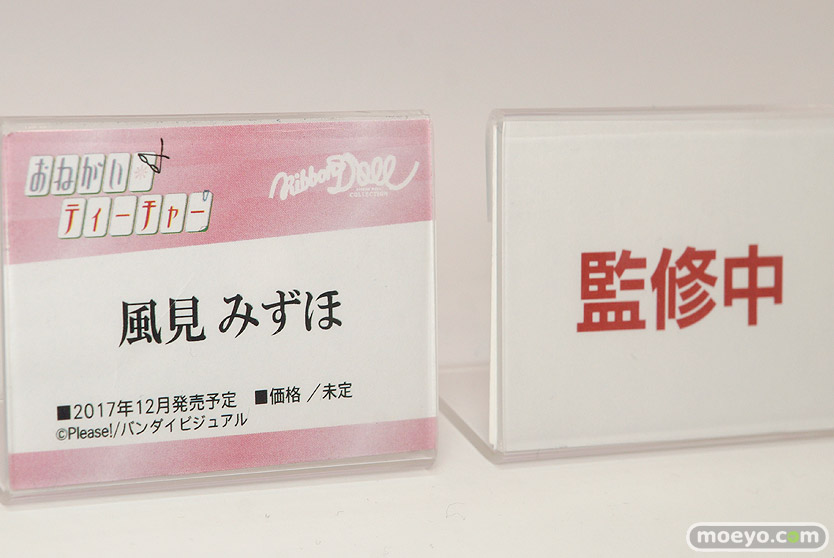 おねがい☆
ティーチャー
Ribbon Doll
COLLECTION
風見 みずほ
■2017年12月発売予定 ■価格 / 未定
©Please!/バンダイビジュアル
監修中
moeyo.com